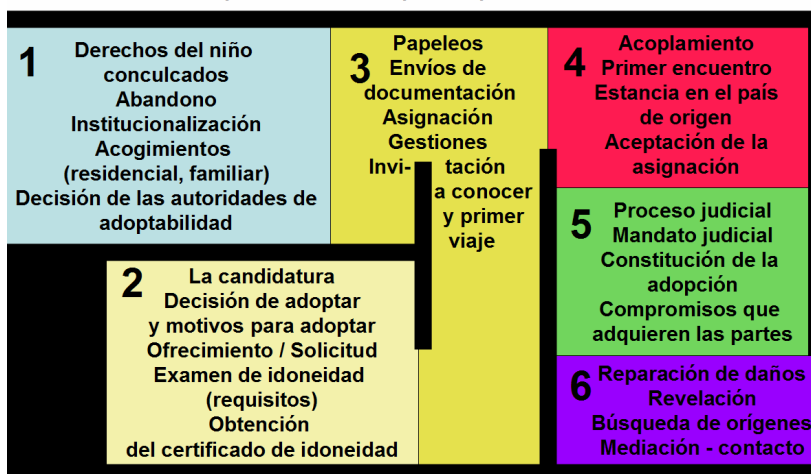 1
Derechos del niño
conculcados
Abandono
Institucionalización
Acogimientos
(residencial, familiar)
Decisión de las autoridades de
adoptabilidad
2
La candidatura
Decisión de adoptar
y motivos para adoptar
Ofrecimiento / Solicitud
Examen de idoneidad
(requisitos)
Obtención
del certificado de idoneidad
3
Papeleos
Envíos de
documentación
Asignación
Gestiones
Invi- tación
a conocer
y primer
viaje
4
Acoplamiento
Primer encuentro
Estancia en el país
de origen
Aceptación de la
asignación
5
Proceso judicial
Mandato judicial
Constitución de la
adopción
Compromisos que
adquieren las partes
6
Reparación de daños
Revelación
Búsqueda de orígenes
Mediación - contacto